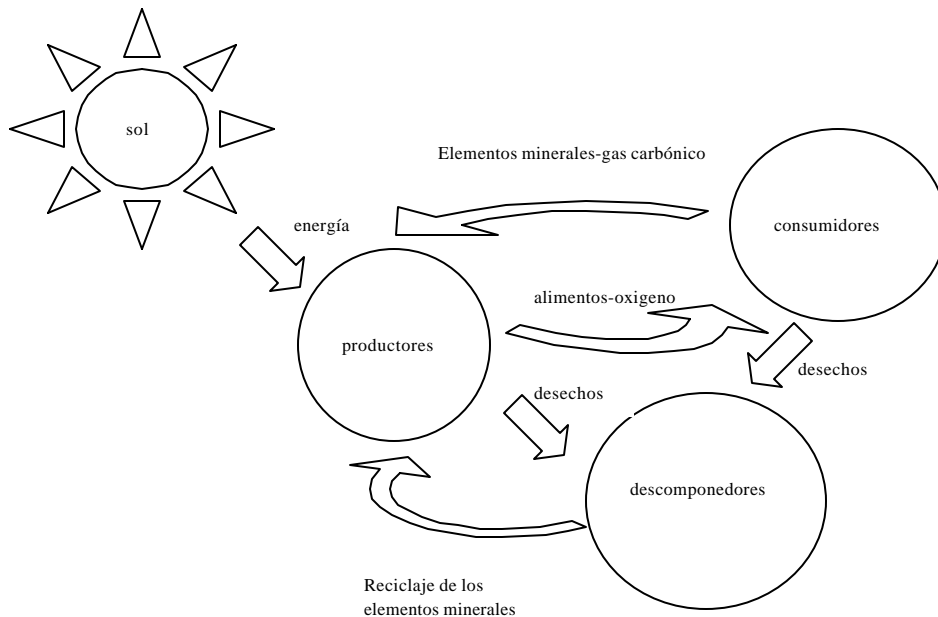 sol
Elementos minerales-gas carbónico
energía
consumidores
alimentos-oxigeno
productores
desechos
desechos
descomponedores
Reciclaje de los
elementos minerales